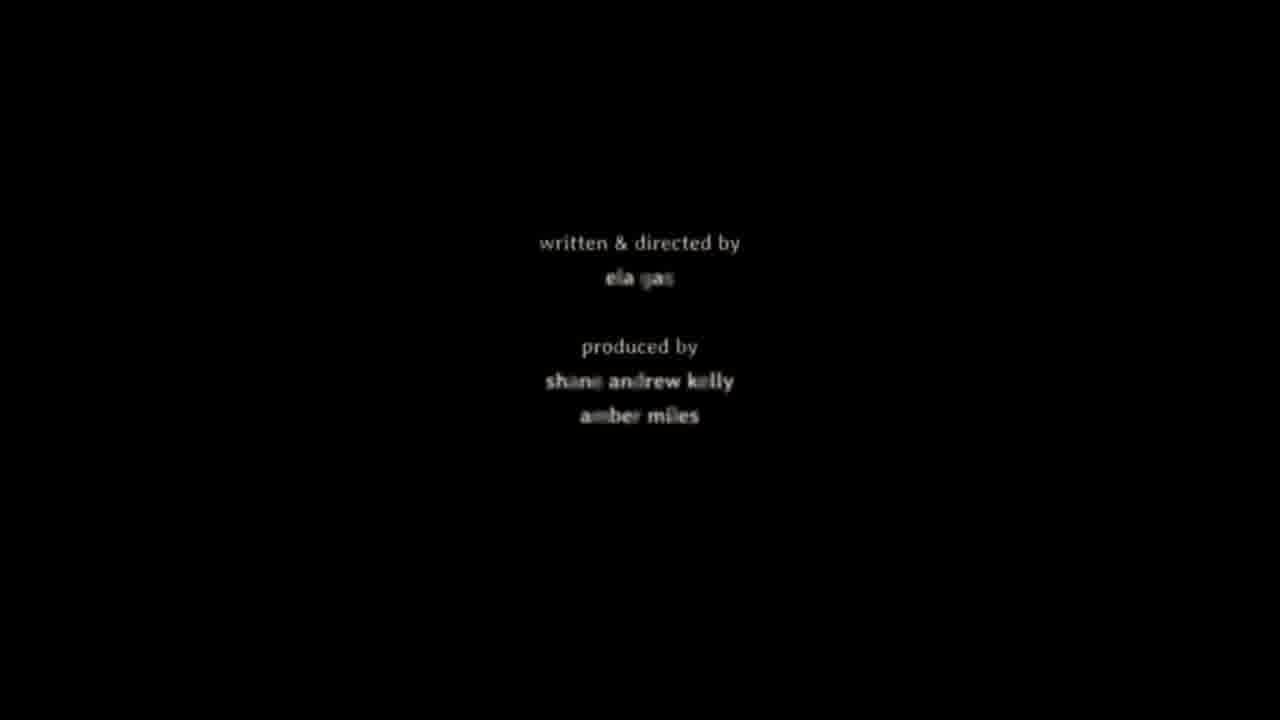 written & directed by
ela gas
produced by
shane andrew kelly
amber miles